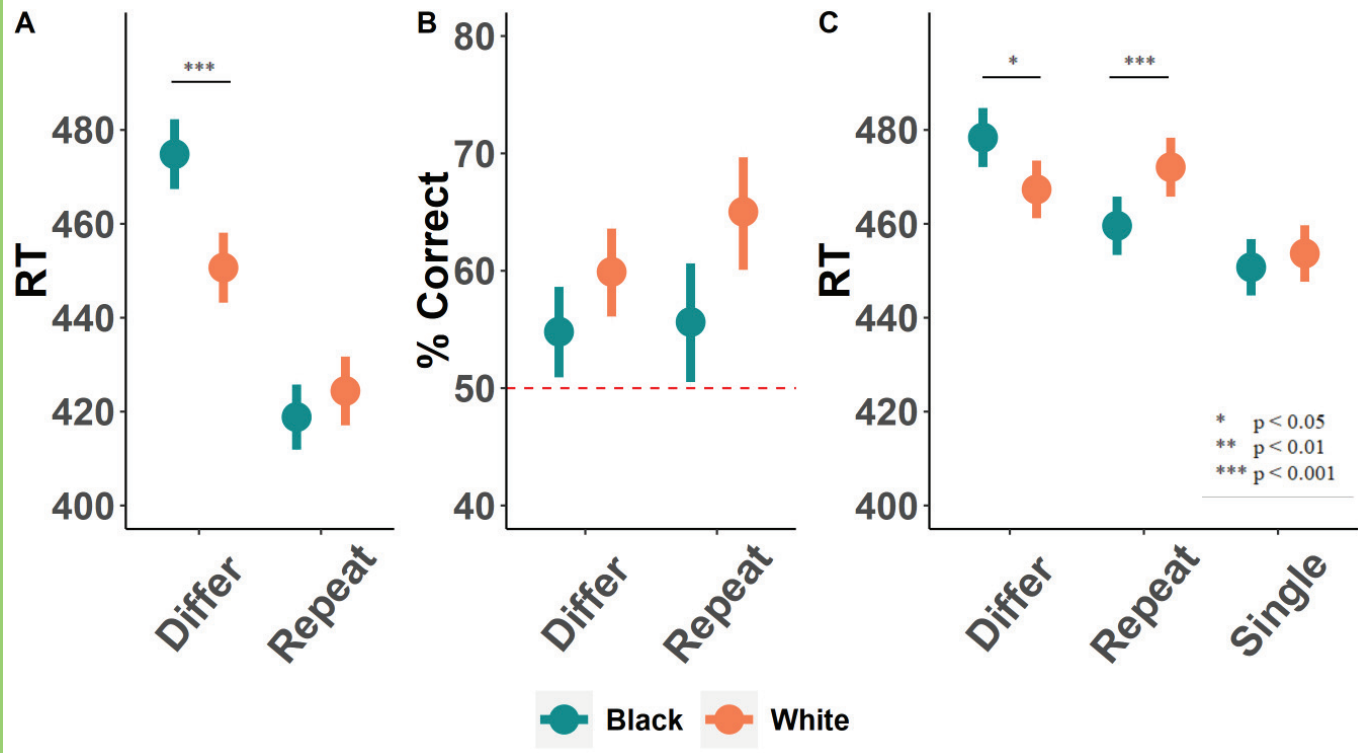 A
RT
480
460
440
420
400
***
Differ
Repeat
B
% Correct
80
70
60
50
40
Differ
Repeat
C
RT
480
460
440
420
400
*
***
* p < 0.05
** p < 0.01
*** p < 0.001
Differ
Repeat
Single
Black
White